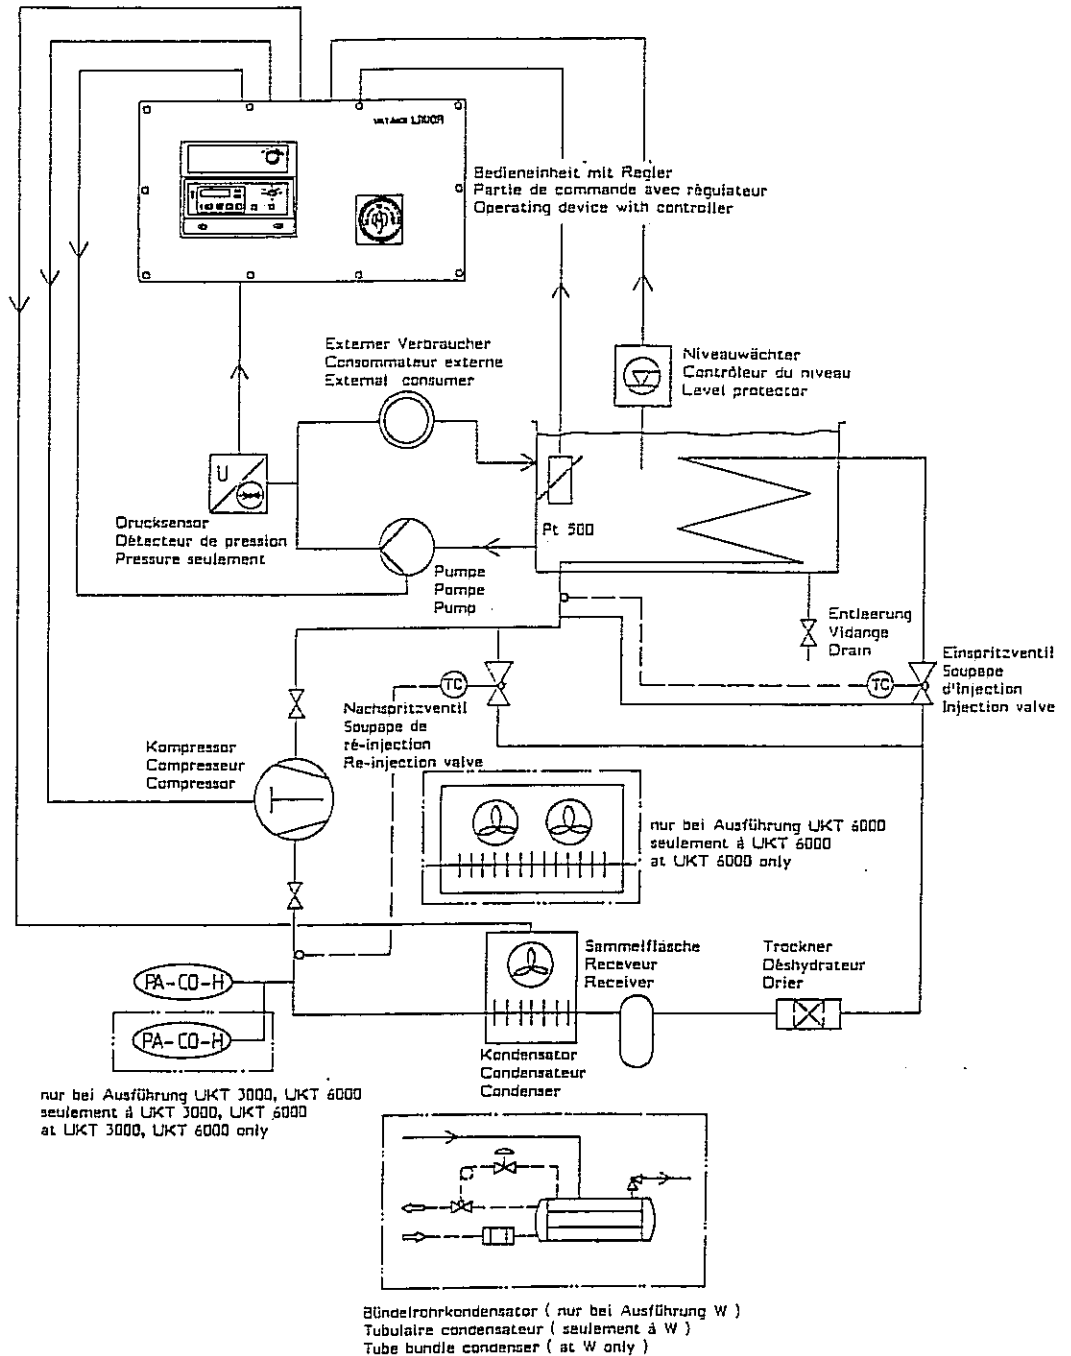 LAUDA
Bedieneinheit mit Regler
Partie de commande avec règulateur
Operating device with controller
Externer Verbraucher
Consommateur externe
External consumer
Niveauwächter
Contrôleur du niveau
Level protector
U
Drucksensor
Dètecteur de pression
Pressure seulement
Pt 500
Pumpe
Pompe
Pump
Entleerung
Vidange
Drain
Einspritzventil
Soupape
d'Injection
Injection valve
TC
TC
Nachspritzventil
Soupape de
ré-injection
Re-injection valve
Kompressor
Compresseur
Compressor
nur bei Ausführung UKT 6000
seulement à UKT 6000
at UKT 6000 only
Sammelfläsche
Receveur
Receiver
Trockner
Déshydrateur
Drier
PA-CO-H
PA-CO-H
Kondensator
Condensateur
Condenser
nur bei Ausführung UKT 3000, UKT 6000
seulement à UKT 3000, UKT 6000
at UKT 3000, UKT 6000 only
Bündelrohrkondensator ( nur bei Ausführung W )
Tubulaire condensateur ( seulement à W )
Tube bundle condenser ( at W only )